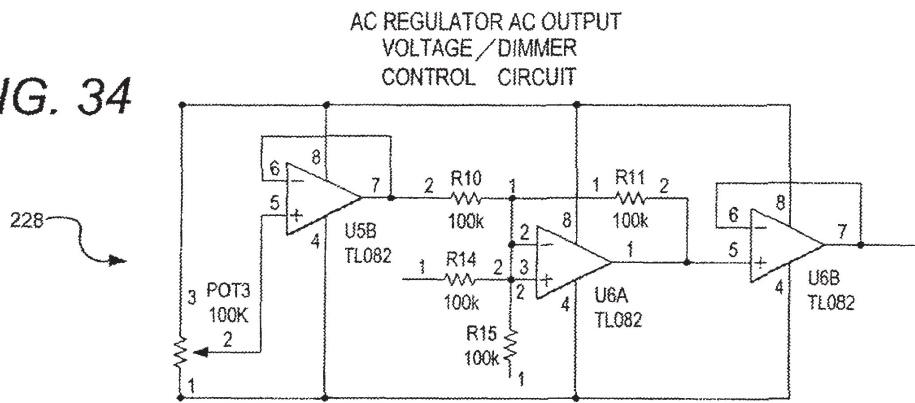 AC REGULATOR AC OUTPUT
VOLTAGE/DIMMER
CONTROL CIRCUIT
IG. 34
228
POT3
100K
3
2
1
6
5
8
4
7
U5B
TL082
2
R10
1
100k
1
R14
2
100k
2
R15
100k
1
1
R11
2
100k
2
3
8
4
1
U6A
TL082
6
5
8
4
7
U6B
TL082